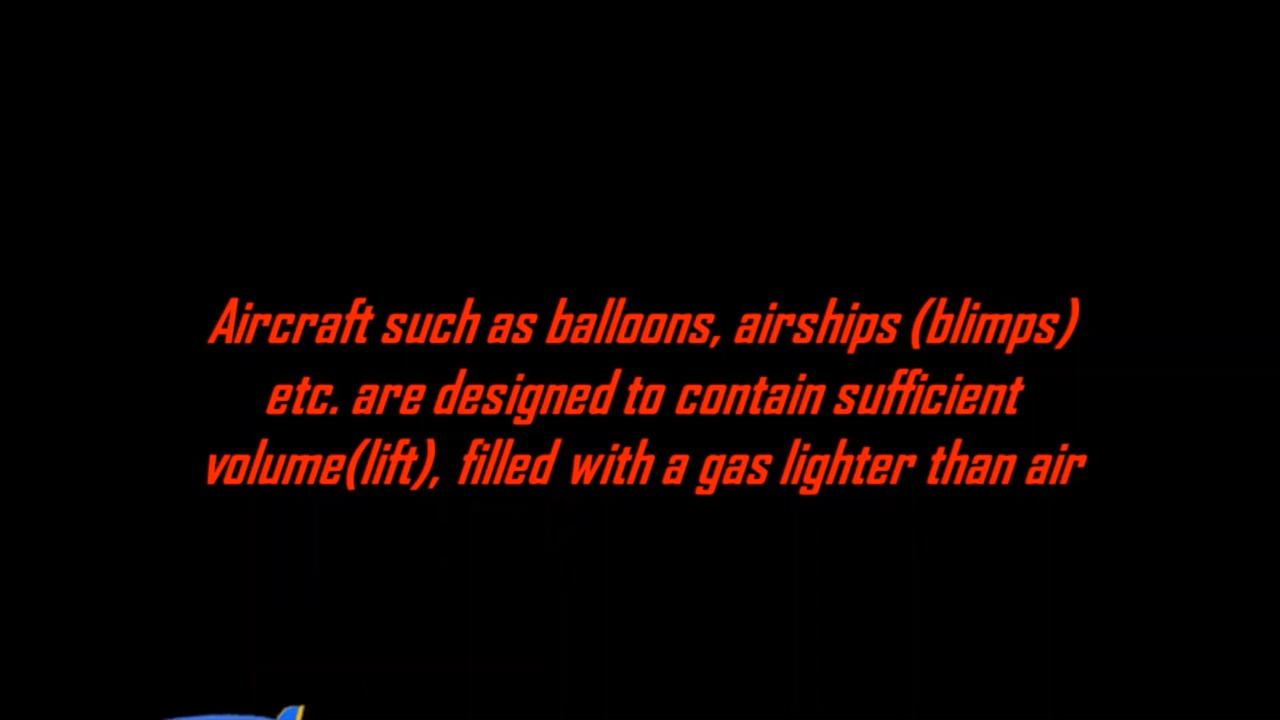 Aircraft such as balloons, airships (blimps)
etc. are designed to contain sufficient
volume(lift), filled with a gas lighter than air